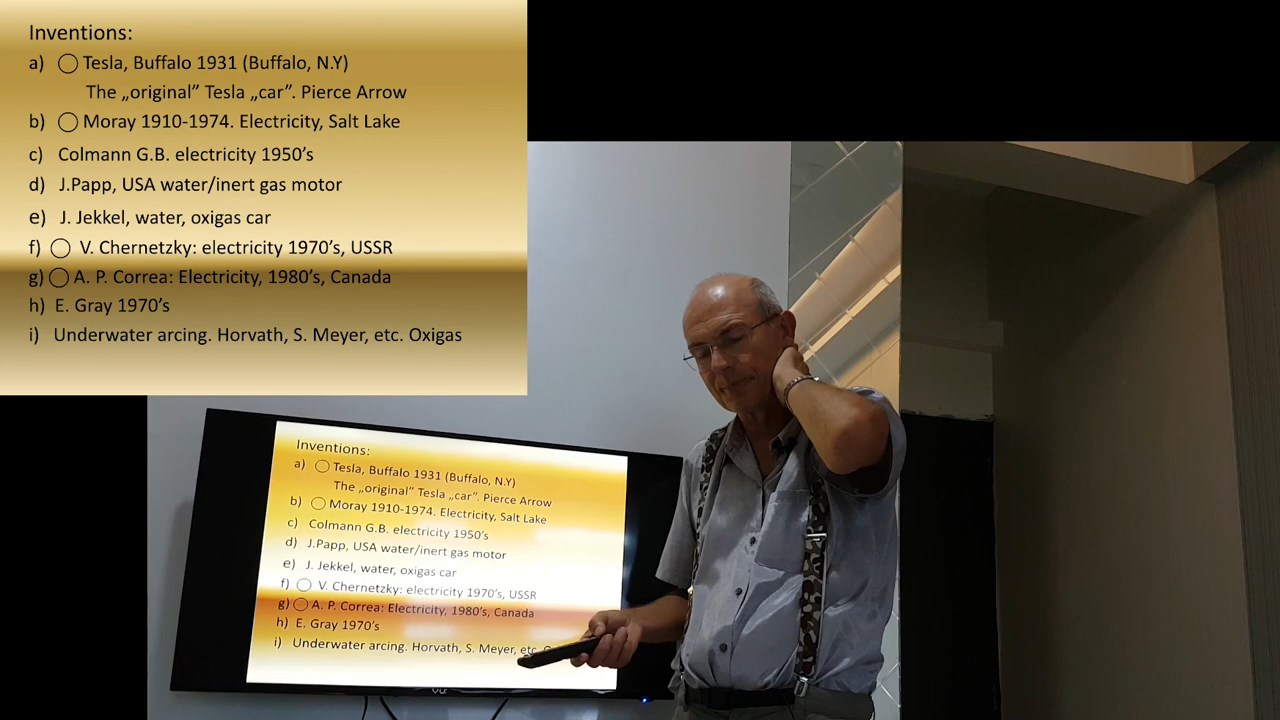 Inventions:
a) ◯ Tesla, Buffalo 1931 (Buffalo, N.Y)
The „original” Tesla „car”. Pierce Arrow
b) ◯ Moray 1910-1974. Electricity, Salt Lake
c) Colmann G.B. electricity 1950’s
d) J.Papp, USA water/inert gas motor
e) J. Jekkel, water, oxigas car
f) ◯ V. Chernetzky: electricity 1970’s, USSR
g) ◯ A. P. Correa: Electricity, 1980’s, Canada
h) E. Gray 1970’s
i) Underwater arcing. Horvath, S. Meyer, etc. Oxigas
Inventions:
a) ◯ Tesla, Buffalo 1931 (Buffalo, N.Y)
The „original” Tesla „car”. Pierce Arrow
b) ◯ Moray 1910-1974. Electricity, Salt Lake
c) Colmann G.B. electricity 1950’s
d) J.Papp, USA water/inert gas motor
e) J. Jekkel, water, oxigas car
f) ◯ V. Chernetzky: electricity 1970’s, USSR
g) ◯ A. P. Correa: Electricity, 1980’s, Canada
h) E. Gray 1970’s
i) Underwater arcing. Horvath, S. Meyer, etc.